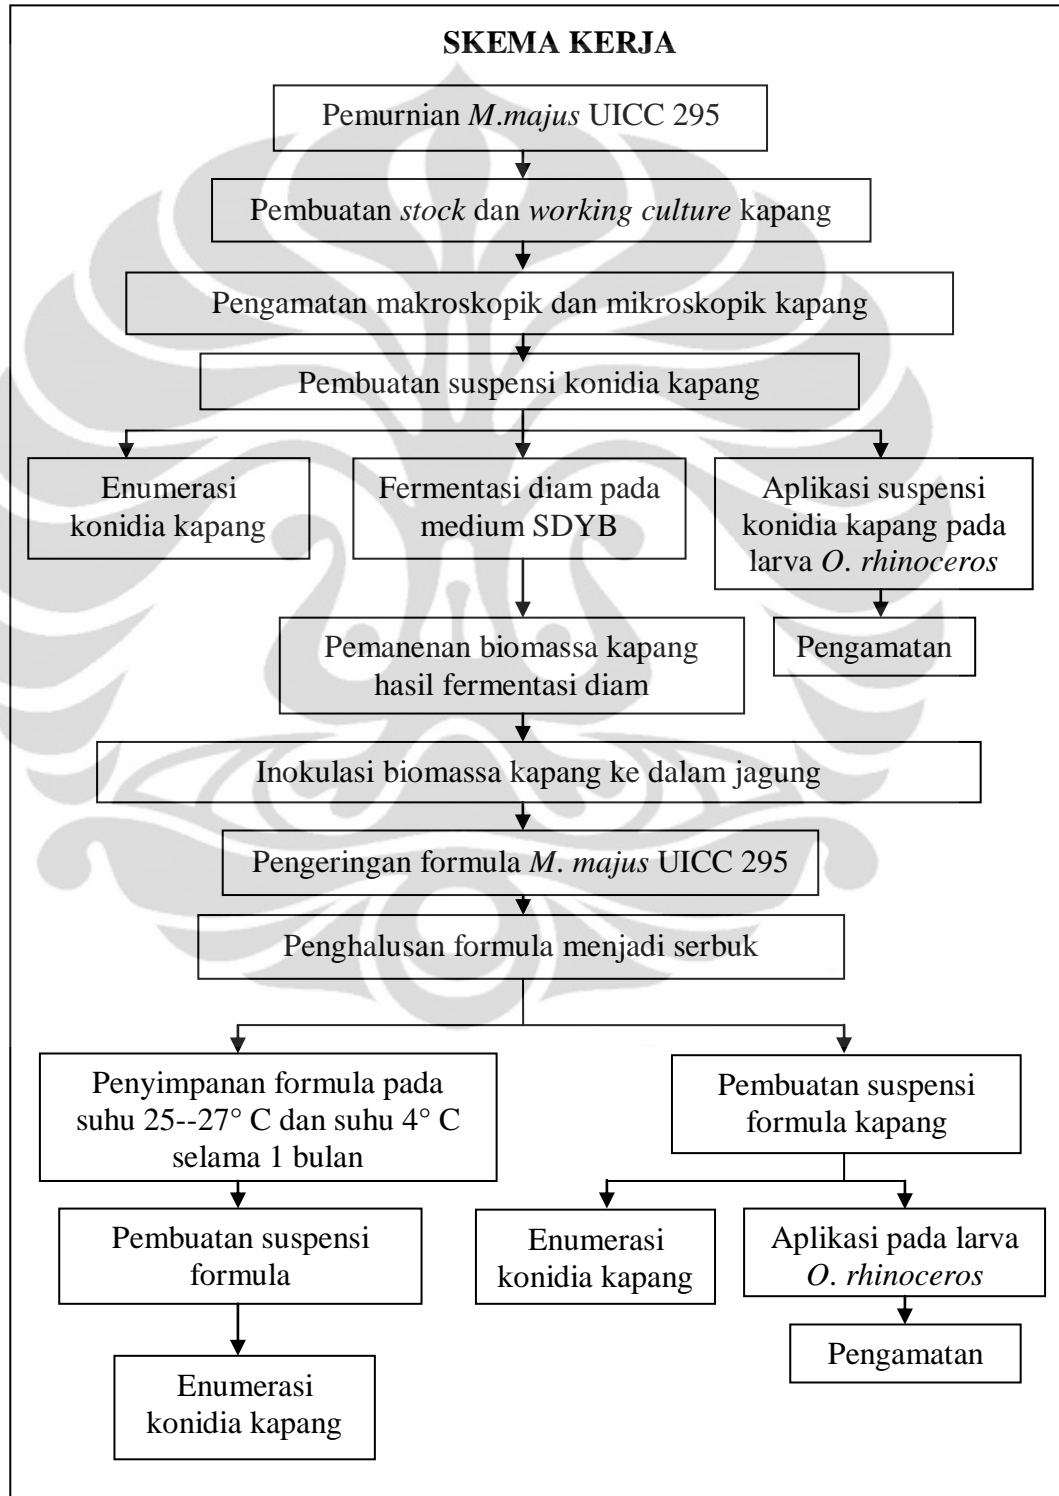 SKEMA KERJA
Pemurnian M.majus UICC 295
Pembuatan stock dan working culture kapang
Pengamatan makroskopik dan mikroskopik kapang
Pembuatan suspensi konidia kapang
Enumerasi
konidia kapang
Fermentasi diam pada
medium SDYB
Aplikasi suspensi
konidia kapang pada
larva O. rhinoceros
Pemanenan biomassa kapang
hasil fermentasi diam
Pengamatan
Inokulasi biomassa kapang ke dalam jagung
Pengeringan formula M. majus UICC 295
Penghalusan formula menjadi serbuk
Penyimpanan formula pada
suhu 25--27° C dan suhu 4° C
selama 1 bulan
Pembuatan suspensi
formula kapang
Pembuatan suspensi
formula
Enumerasi
konidia kapang
Aplikasi pada larva
O. rhinoceros
Pengamatan
Enumerasi
konidia kapang